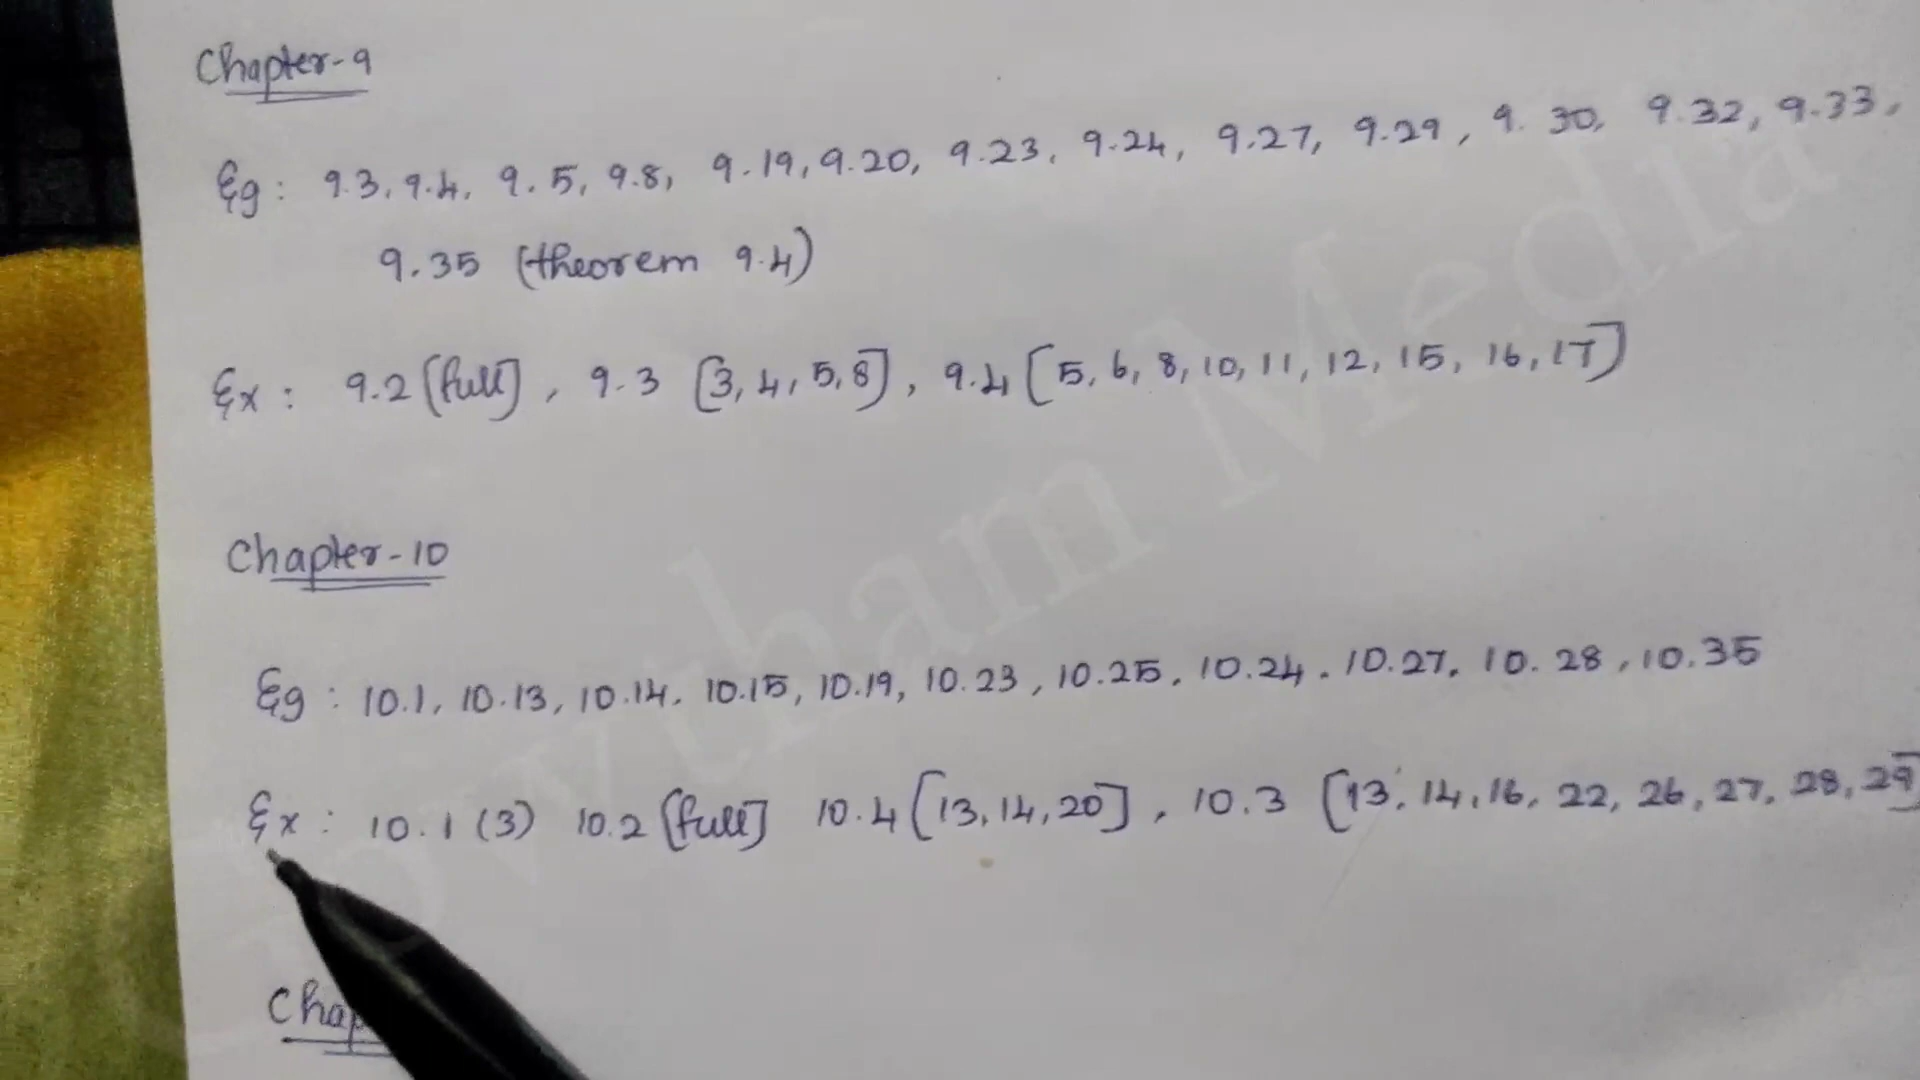 Chapter-9
Eg : 9.3, 9.4, 9.5, 9.8, 9.19, 9.20, 9.23, 9.24, 9.27, 9.29, 9.30, 9.32, 9.33,
9.35 (theorem 9.4)
Ex : 9.2 [full], 9.3 [3, 4, 5, 8], 9.4 [5, 6, 8, 10, 11, 12, 15, 16, 17]
Chapter-10
Eg : 10.1, 10.13, 10.14, 10.15, 10.19, 10.23, 10.25, 10.24, 10.27, 10.28, 10.35
Ex : 10.1 (3) 10.2 [full] 10.4 [13, 14, 20], 10.3 [13, 14, 16, 22, 26, 27, 28, 29]